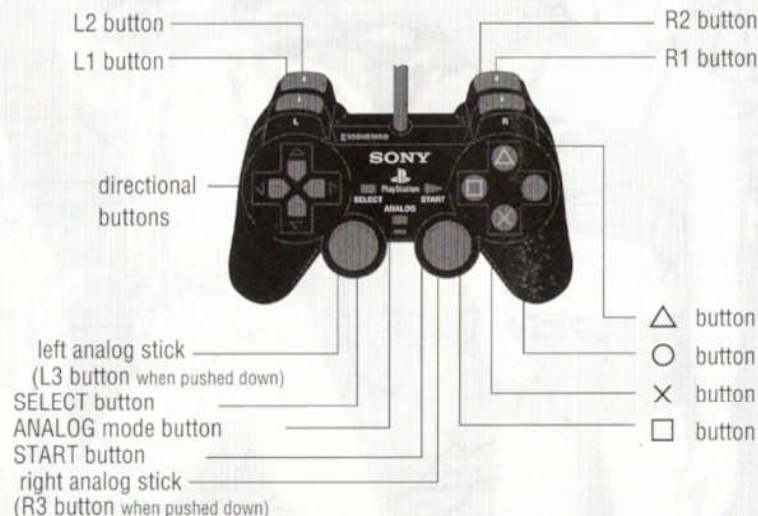 L2 button
L1 button
R2 button
R1 button
L
R
SONY
PlayStation
SELECT
START
ANALOG
directional
buttons
left analog stick
(L3 button when pushed down)
SELECT button
ANALOG mode button
START button
right analog stick
(R3 button when pushed down)
△ button
○ button
× button
□ button